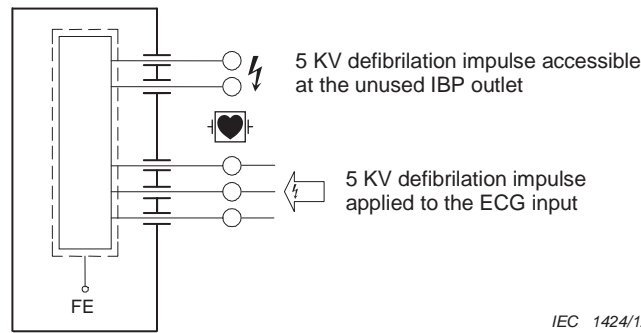 5 KV defibrilation impulse accessible
at the unused IBP outlet
5 KV defibrilation impulse
applied to the ECG input
FE
IEC 1424/1